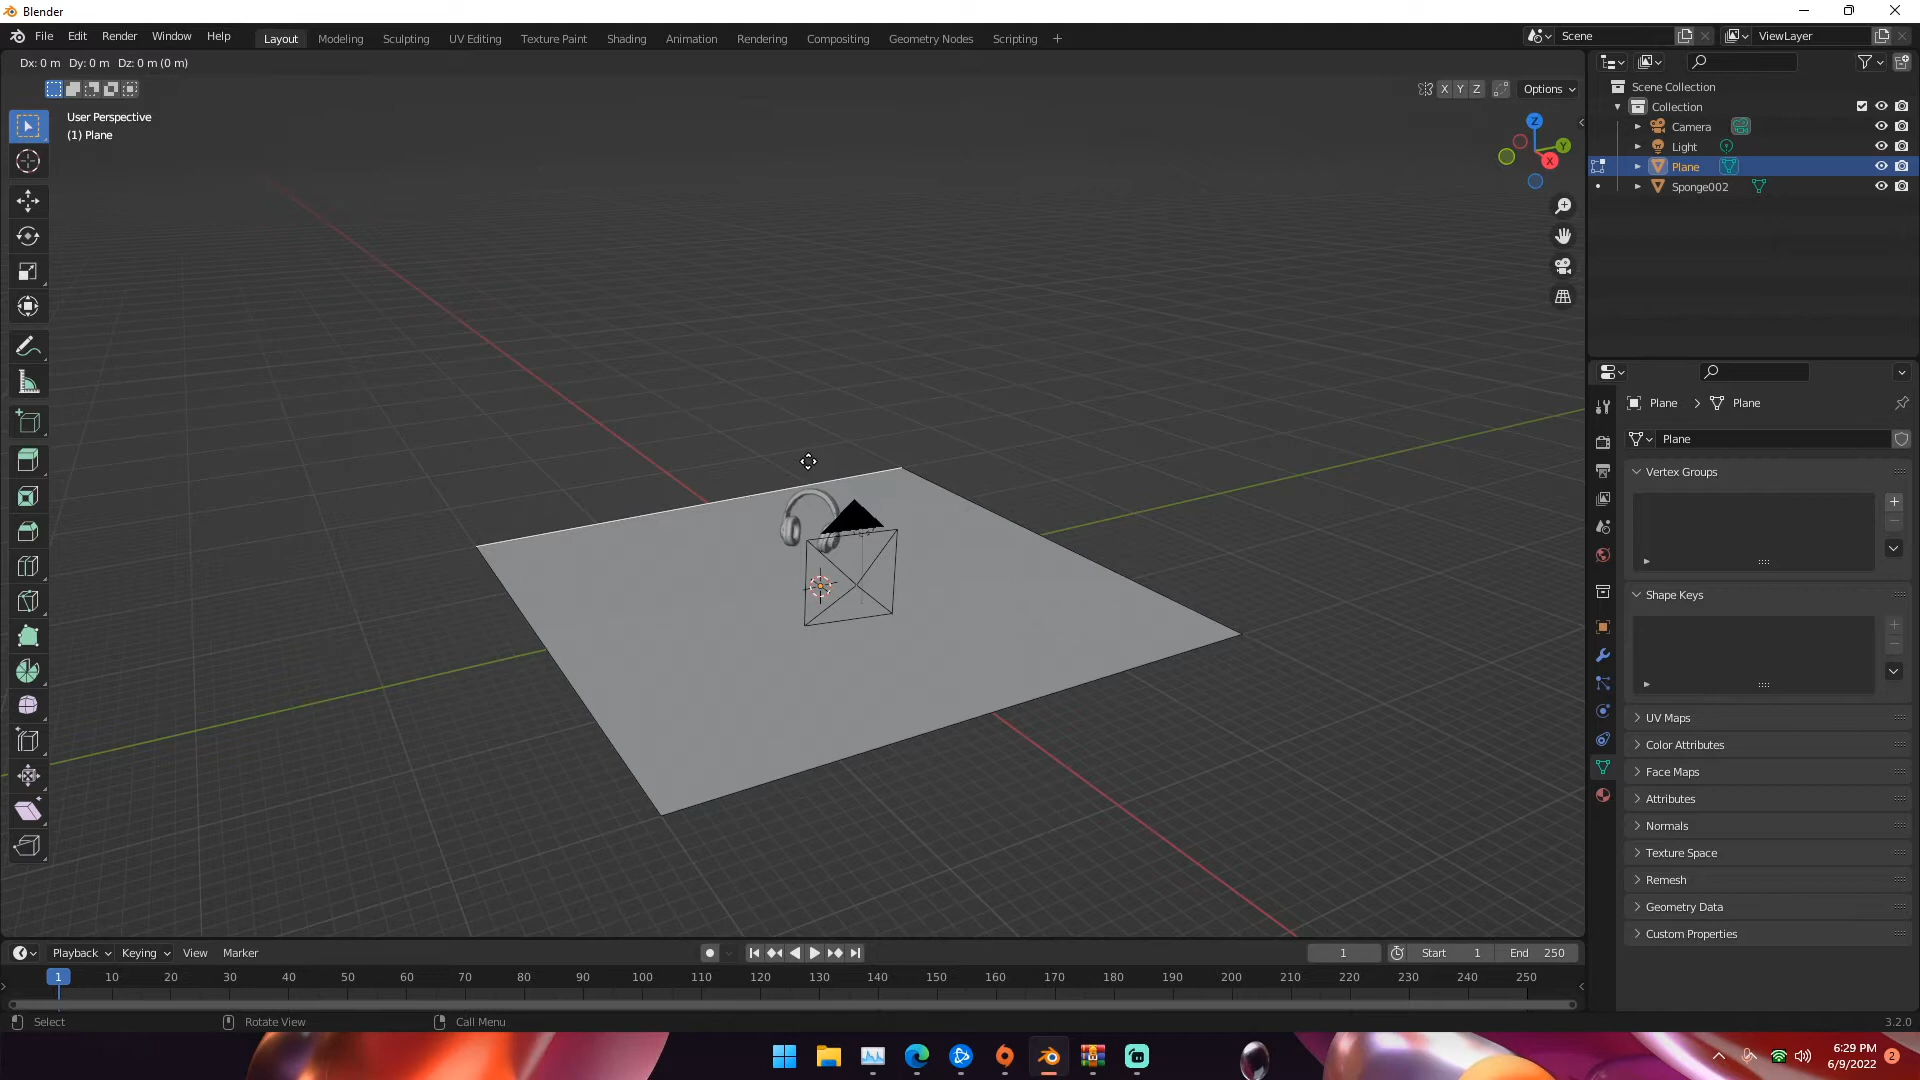 Blender
File Edit Render Window Help
Layout Modeling Sculpting UV Editing Texture Paint Shading Animation Rendering Compositing Geometry Nodes Scripting +
Scene
ViewLayer
Dx: 0 m Dy: 0 m Dz: 0 m (0 m)
X Y Z
Options
User Perspective
(1) Plane
Z
Y
X
Scene Collection
Collection
Camera
Light
Plane
Sponge002
Plane > Plane
Plane
Vertex Groups
Shape Keys
UV Maps
Color Attributes
Face Maps
Attributes
Normals
Texture Space
Remesh
Geometry Data
Custom Properties
Playback Keying View Marker
1
Start 1
End 250
1 10 20 30 40 50 60 70 80 90 100 110 120 130 140 150 160 170 180 190 200 210 220 230 240 250
Select
Rotate View
Call Menu
3.2.0
6:29 PM
6/9/2022
2